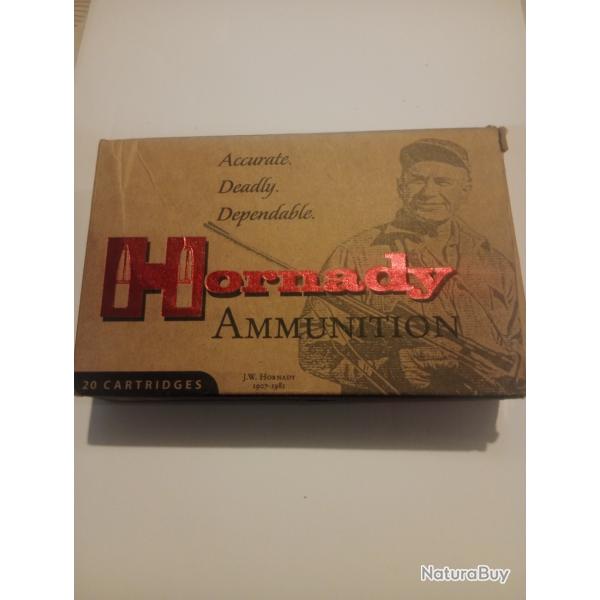 Accurate.
Deadly.
Dependable.
Hornady
AMMUNITION
20 CARTRIDGES
J.W. HORNADY
1907-1981
NaturaBuy